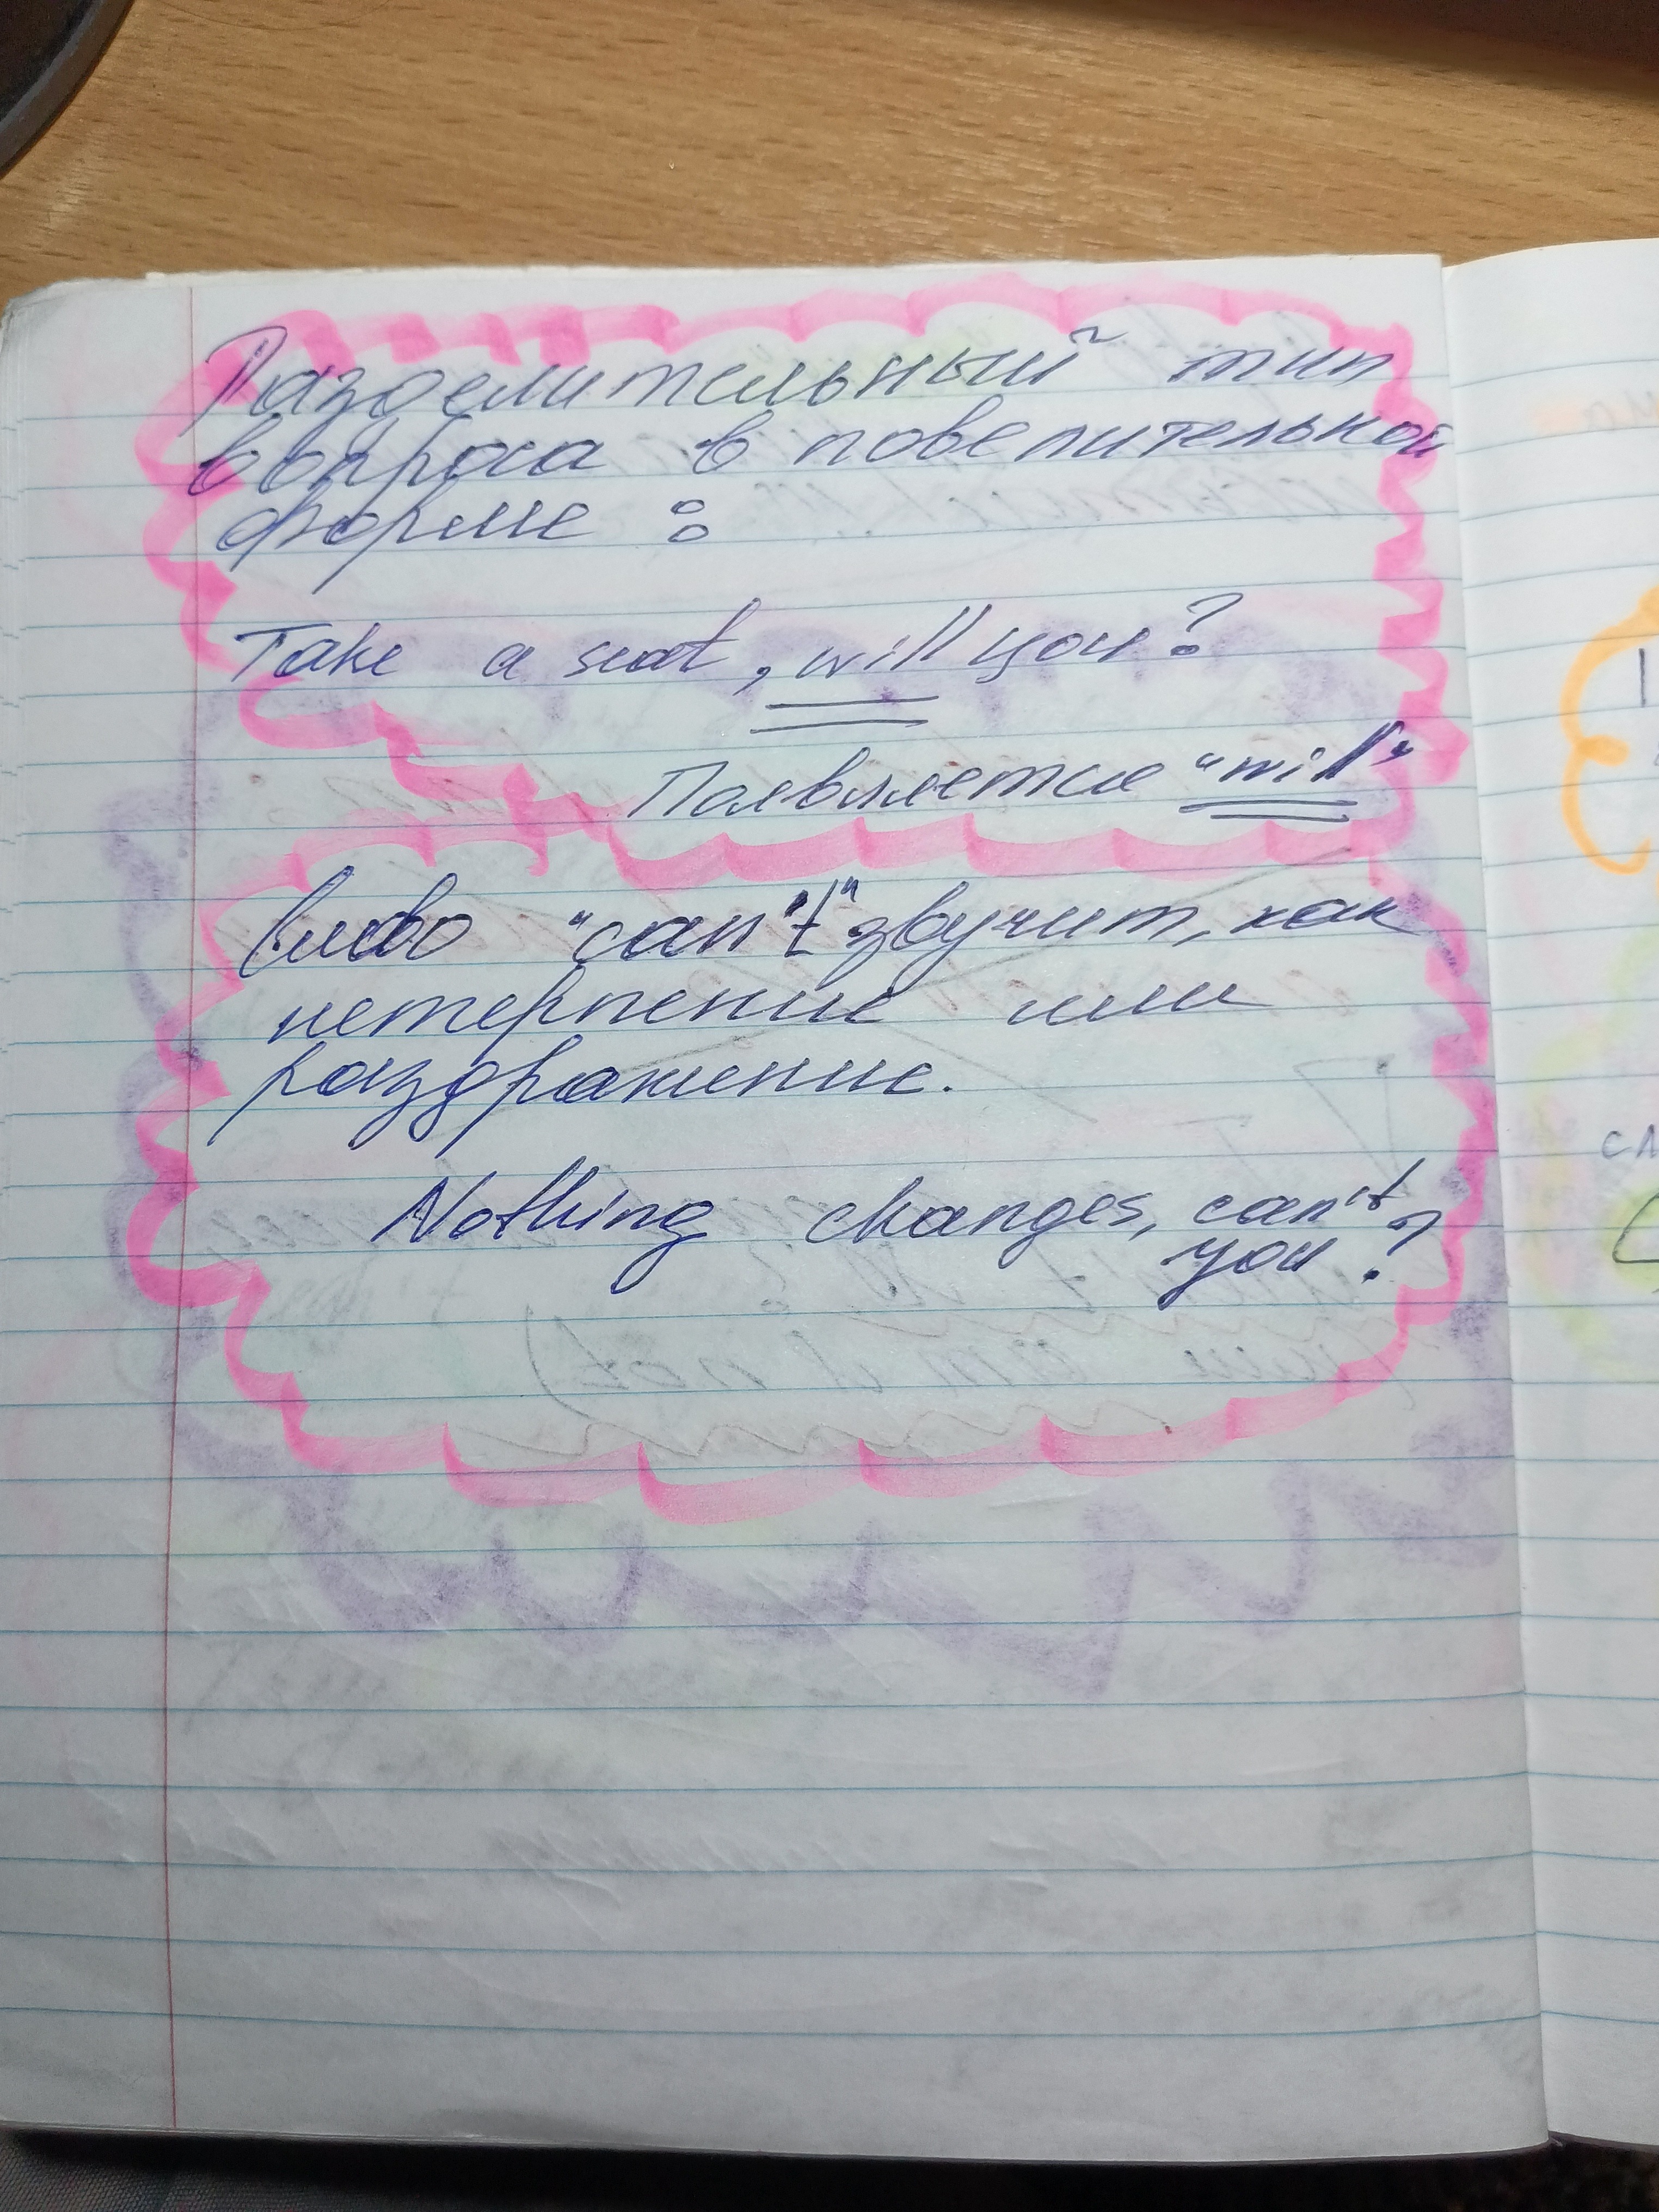 Разделительный тип
вопроса в повелительной
форме :
Take a seat, will you?
Появляется "will"
Либо "can't" звучит, как
нетерпение или
раздражение.
Nothing changes, can't
you?